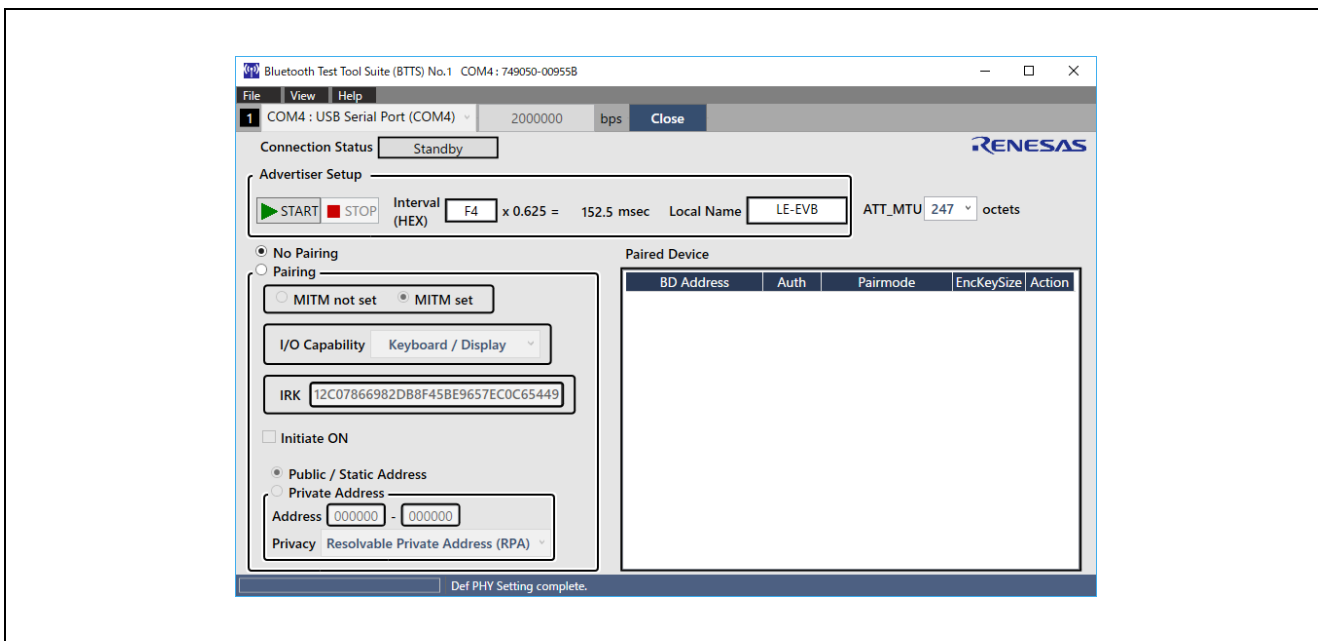 Bluetooth Test Tool Suite (BTTS) No.1 COM4 : 749050-00955B
File View Help
1 COM4 : USB Serial Port (COM4) 2000000 bps Close
Connection Status Standby RENESAS
Advertiser Setup
START STOP Interval (HEX) F4 x 0.625 = 152.5 msec Local Name LE-EVB ATT_MTU 247 octets
No Pairing
Pairing
MITM not set MITM set
I/O Capability Keyboard / Display
IRK 12C07866982DB8F45BE9657EC0C65449
Initiate ON
Public / Static Address
Private Address
Address 000000 - 000000
Privacy Resolvable Private Address (RPA)
Paired Device
BD Address Auth Pairmode EncKeySize Action
Def PHY Setting complete.